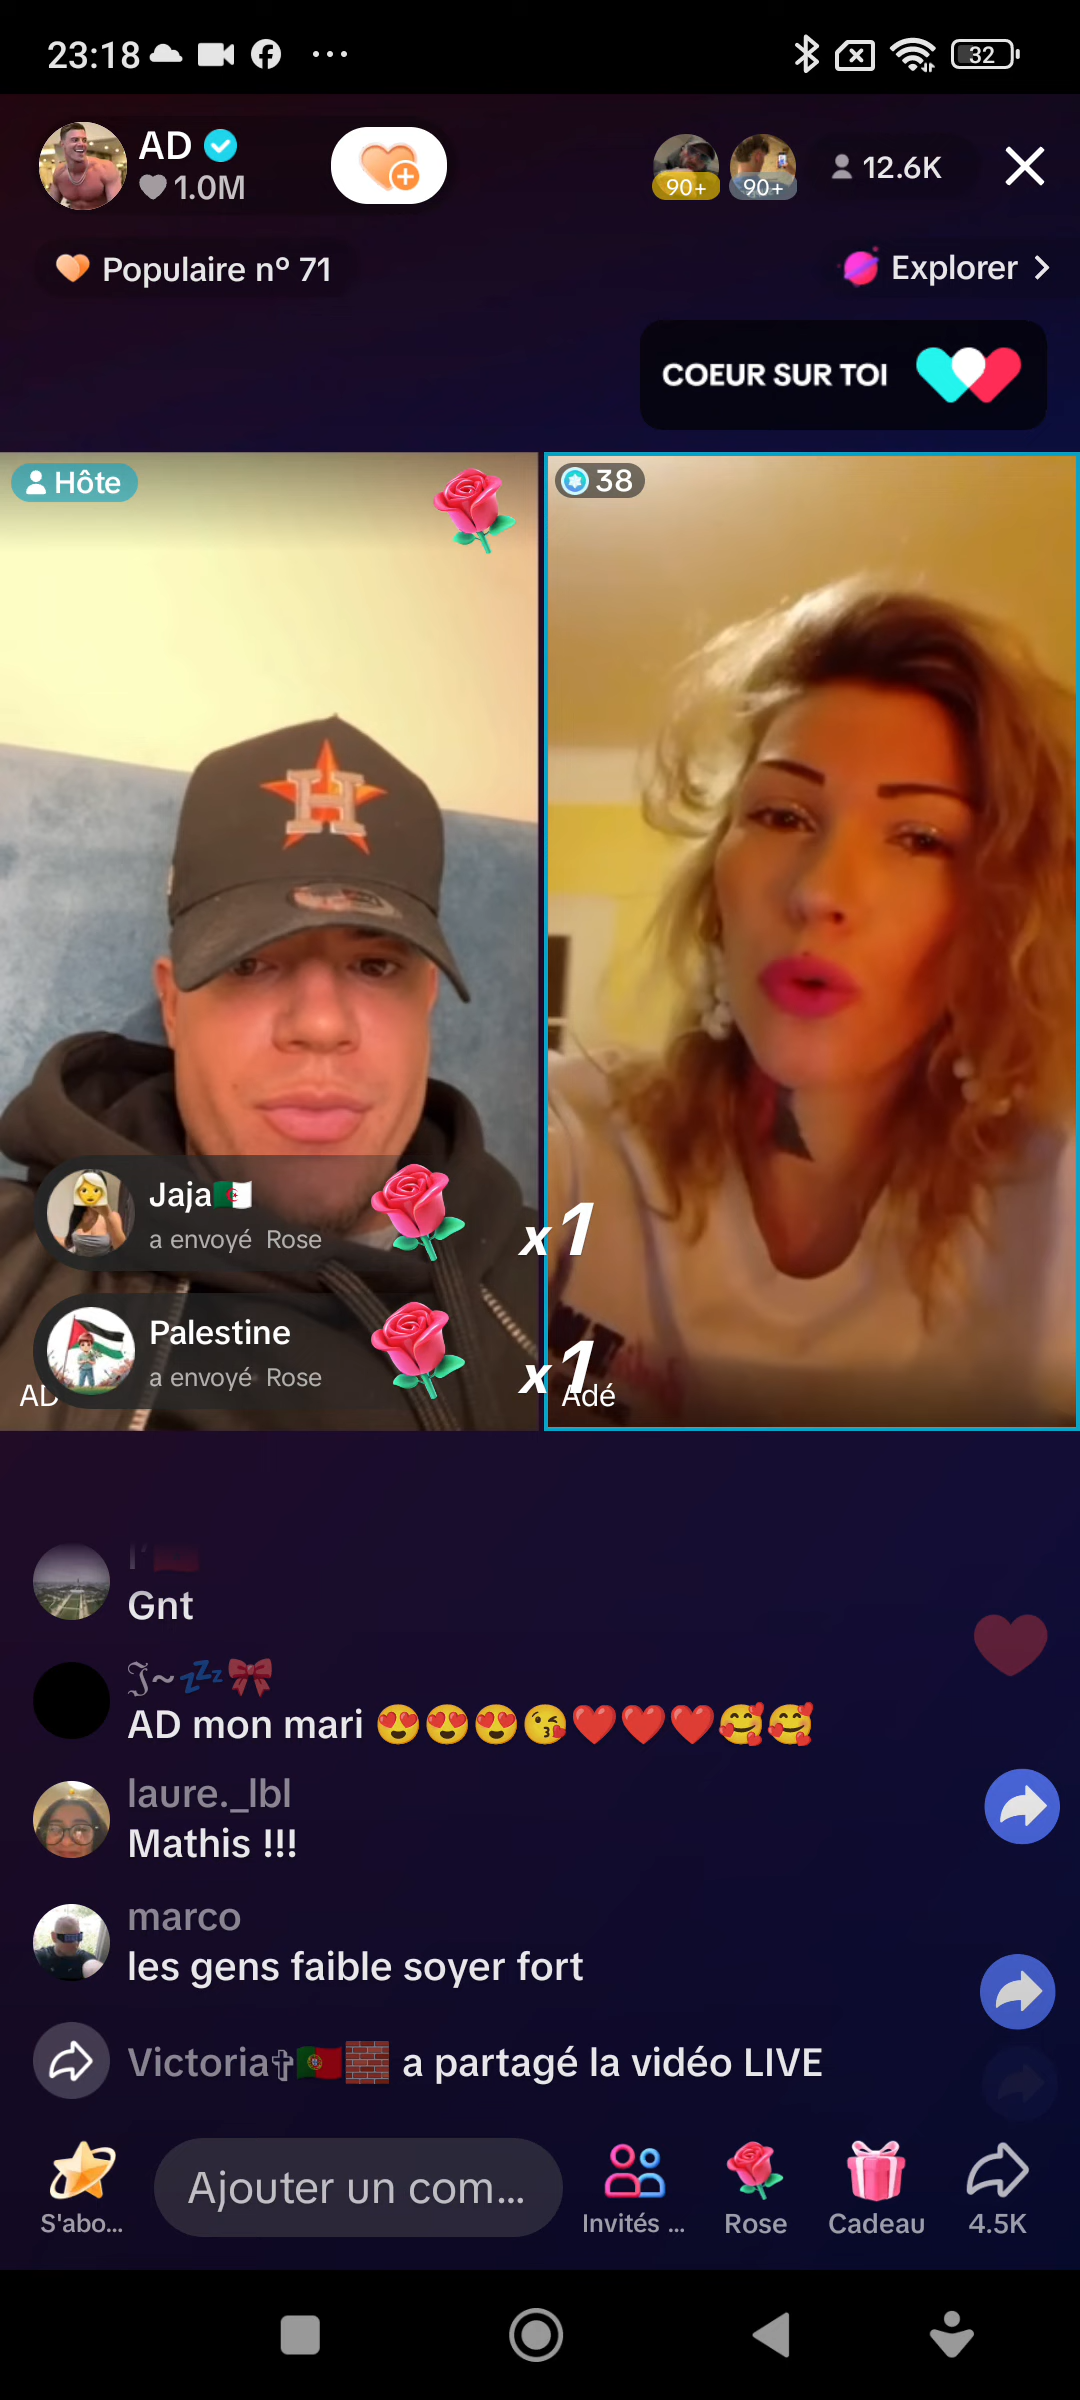 23:18
32
AD
1.0M
90+
90+
12.6K
Populaire n° 71
Explorer
COEUR SUR TOI
Hôte
38
H
Jaja
a envoyé Rose
x1
Palestine
a envoyé Rose
x1
AD
Adé
Gnt
ℑ~💤🎀
AD mon mari 😍😍😍😘❤️❤️❤️🥰🥰
laure._lbl
Mathis !!!
marco
les gens faible soyer fort
Victoria✞🇵🇹🧱 a partagé la vidéo LIVE
S'abo...
Ajouter un com...
Invités ...
Rose
Cadeau
4.5K